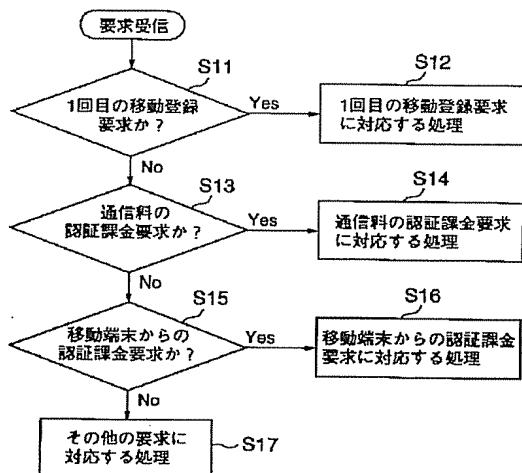 要求受信
S11
1回目の移動登録
要求か？
Yes
S12
1回目の移動登録要求
に対応する処理
No
S13
通信料の
認証課金要求か？
Yes
S14
通信料の認証課金要求
に対応する処理
No
S15
移動端末からの
認証課金要求か？
Yes
S16
移動端末からの認証課金
要求に対応する処理
No
その他の要求に
対応する処理
S17